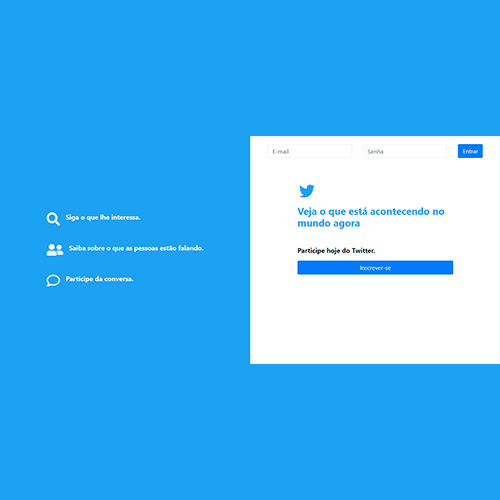 Siga o que lhe interessa.
Saiba sobre o que as pessoas estão falando.
Participe da conversa.
E-mail
Senha
Entrar
Veja o que está acontecendo no
mundo agora
Participe hoje do Twitter.
Inscrever-se